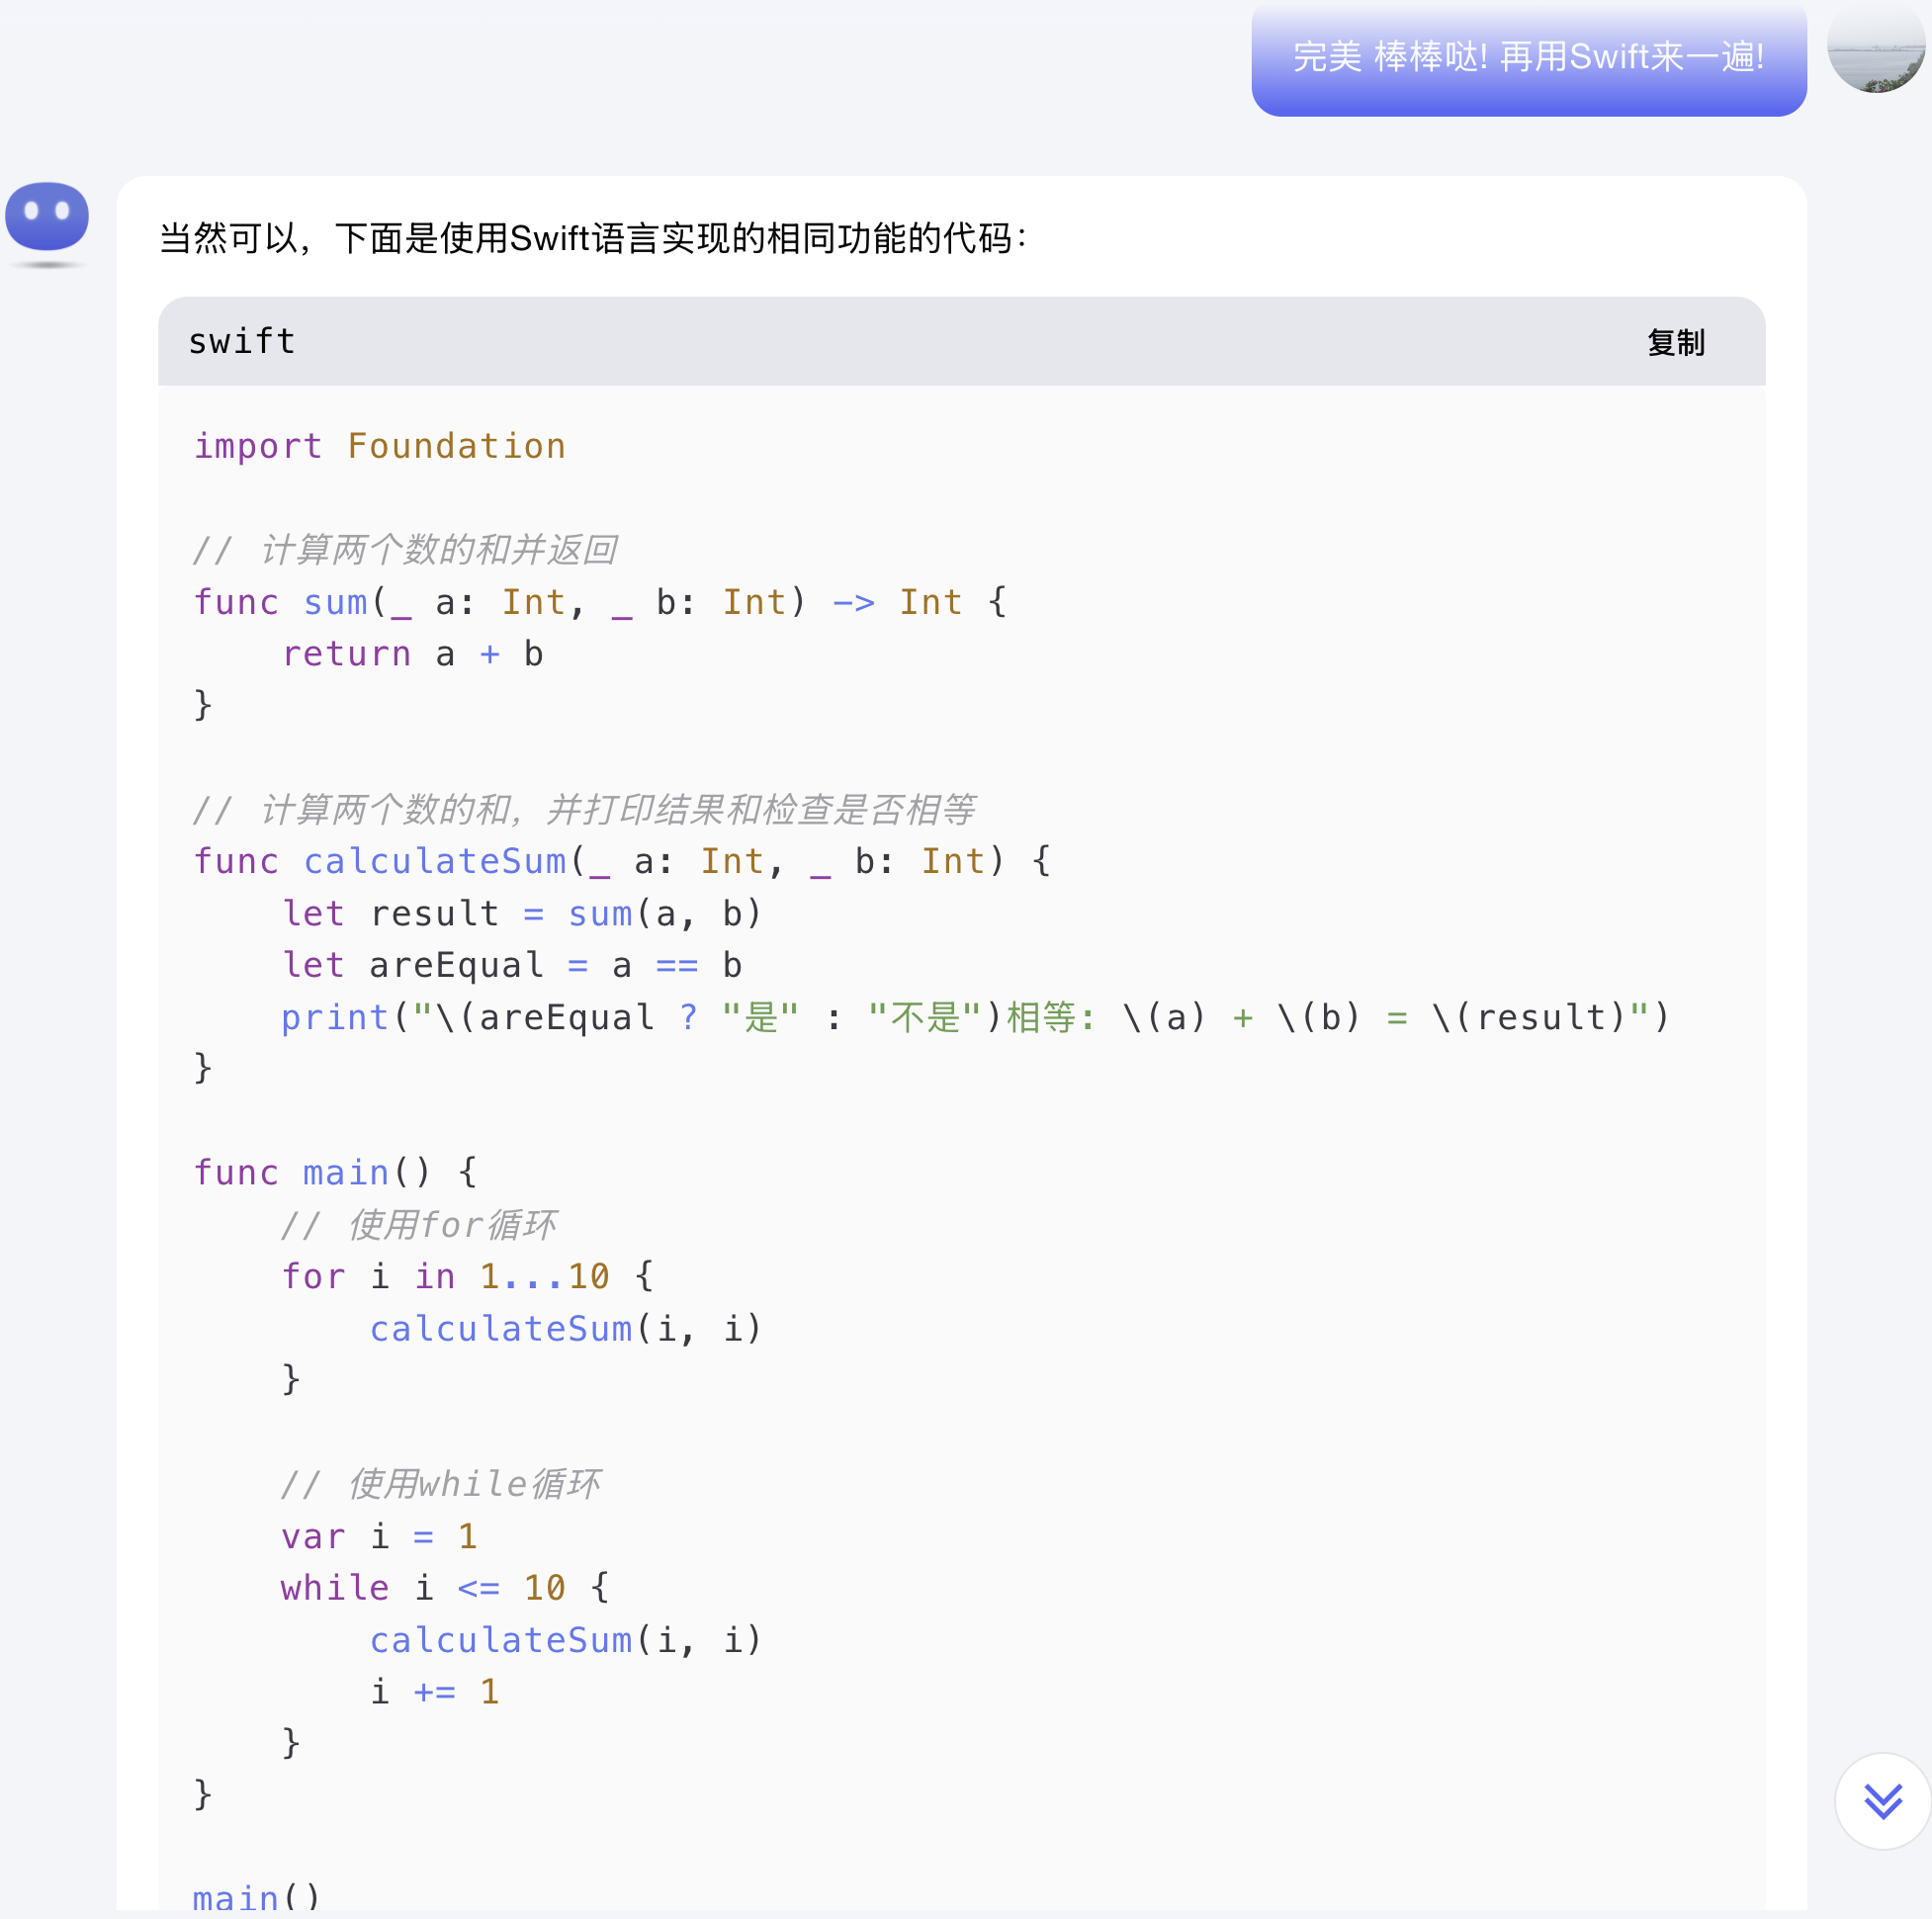 完美 棒棒哒! 再用Swift来一遍!
当然可以，下面是使用Swift语言实现的相同功能的代码：
swift
复制
import Foundation
// 计算两个数的和并返回
func sum(_ a: Int, _ b: Int) -> Int {
    return a + b
}
// 计算两个数的和，并打印结果和检查是否相等
func calculateSum(_ a: Int, _ b: Int) {
    let result = sum(a, b)
    let areEqual = a == b
    print("\(areEqual ? "是" : "不是")相等: \(a) + \(b) = \(result)")
}
func main() {
    // 使用for循环
    for i in 1...10 {
        calculateSum(i, i)
    }
    // 使用while循环
    var i = 1
    while i <= 10 {
        calculateSum(i, i)
        i += 1
    }
}
main()